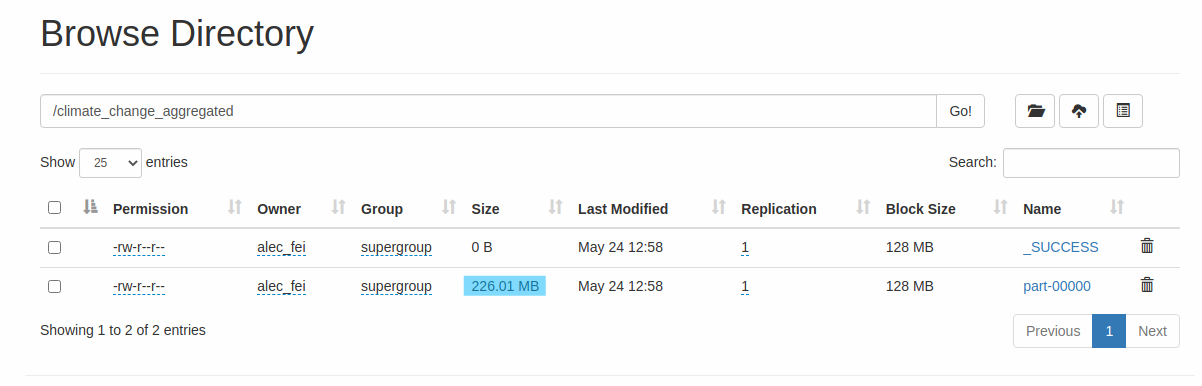 Browse Directory
/climate_change_aggregated Go!
Show 25 entries Search:
Permission Owner Group Size Last Modified Replication Block Size Name
-rw-r--r-- alec_fei supergroup 0 B May 24 12:58 1 128 MB _SUCCESS
-rw-r--r-- alec_fei supergroup 226.01 MB May 24 12:58 1 128 MB part-00000
Showing 1 to 2 of 2 entries Previous 1 Next